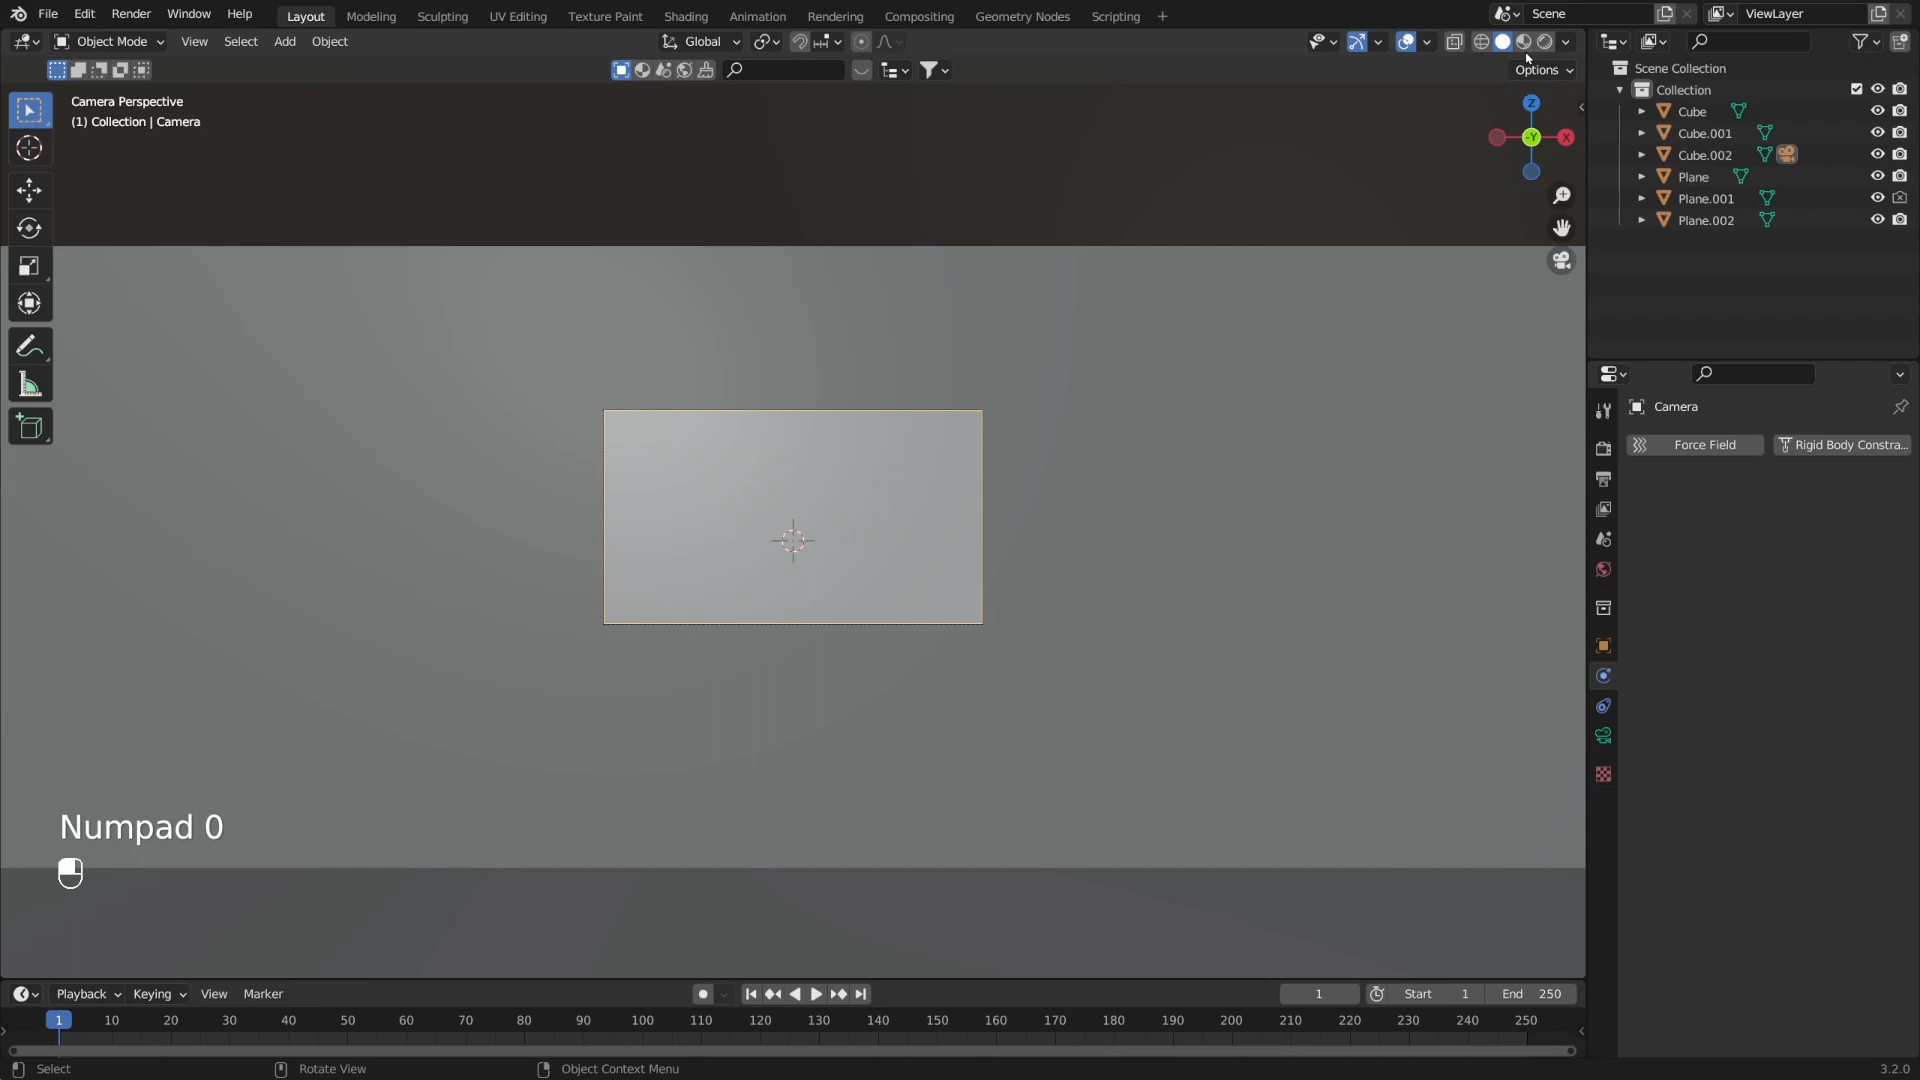 File Edit Render Window Help Layout Modeling Sculpting UV Editing Texture Paint Shading Animation Rendering Compositing Geometry Nodes Scripting + Scene ViewLayer
Object Mode View Select Add Object Global
Options
Camera Perspective
(1) Collection | Camera
Z
-Y
X
Scene Collection
Collection
Cube
Cube.001
Cube.002
Plane
Plane.001
Plane.002
Camera
Force Field Rigid Body Constra...
Numpad 0
Playback Keying View Marker 1 Start 1 End 250
1 10 20 30 40 50 60 70 80 90 100 110 120 130 140 150 160 170 180 190 200 210 220 230 240 250
Select Rotate View Object Context Menu 3.2.0